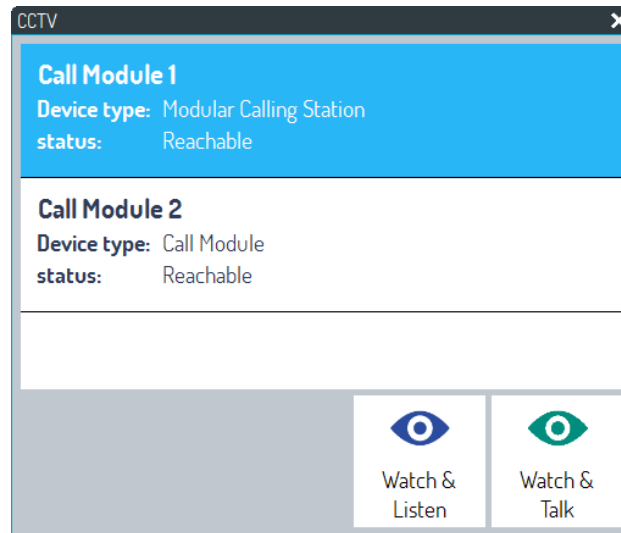 CCTV
Call Module 1
Device type: Modular Calling Station
status: Reachable
Call Module 2
Device type: Call Module
status: Reachable
Watch & Listen
Watch & Talk